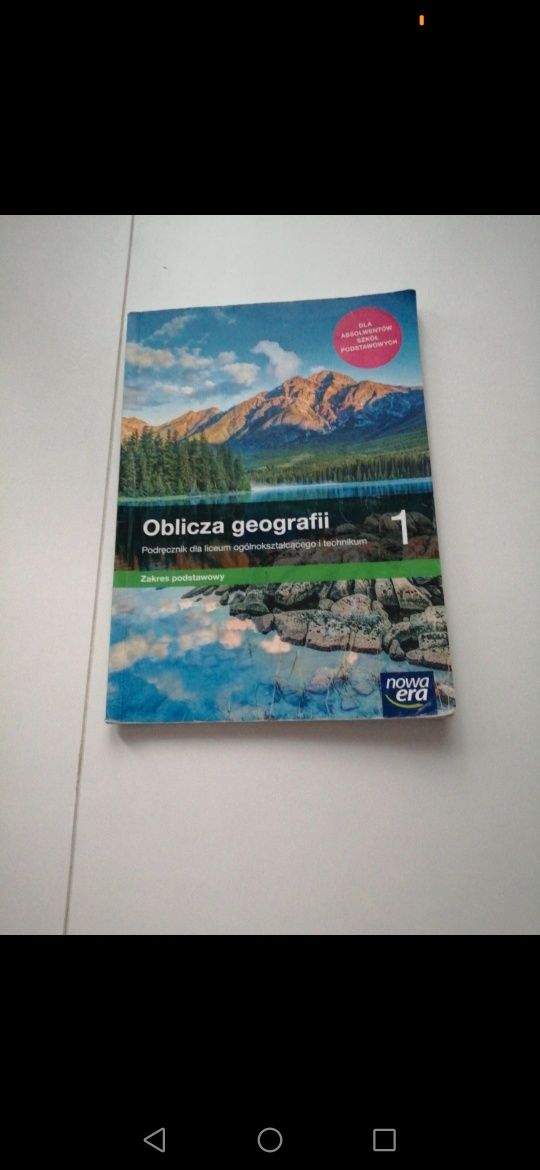 DLA
ABSOLWENTÓW
SZKÓŁ
PODSTAWOWYCH
Oblicza geografii 1
Podręcznik dla liceum ogólnokształcącego i technikum
Zakres podstawowy
nowa
era